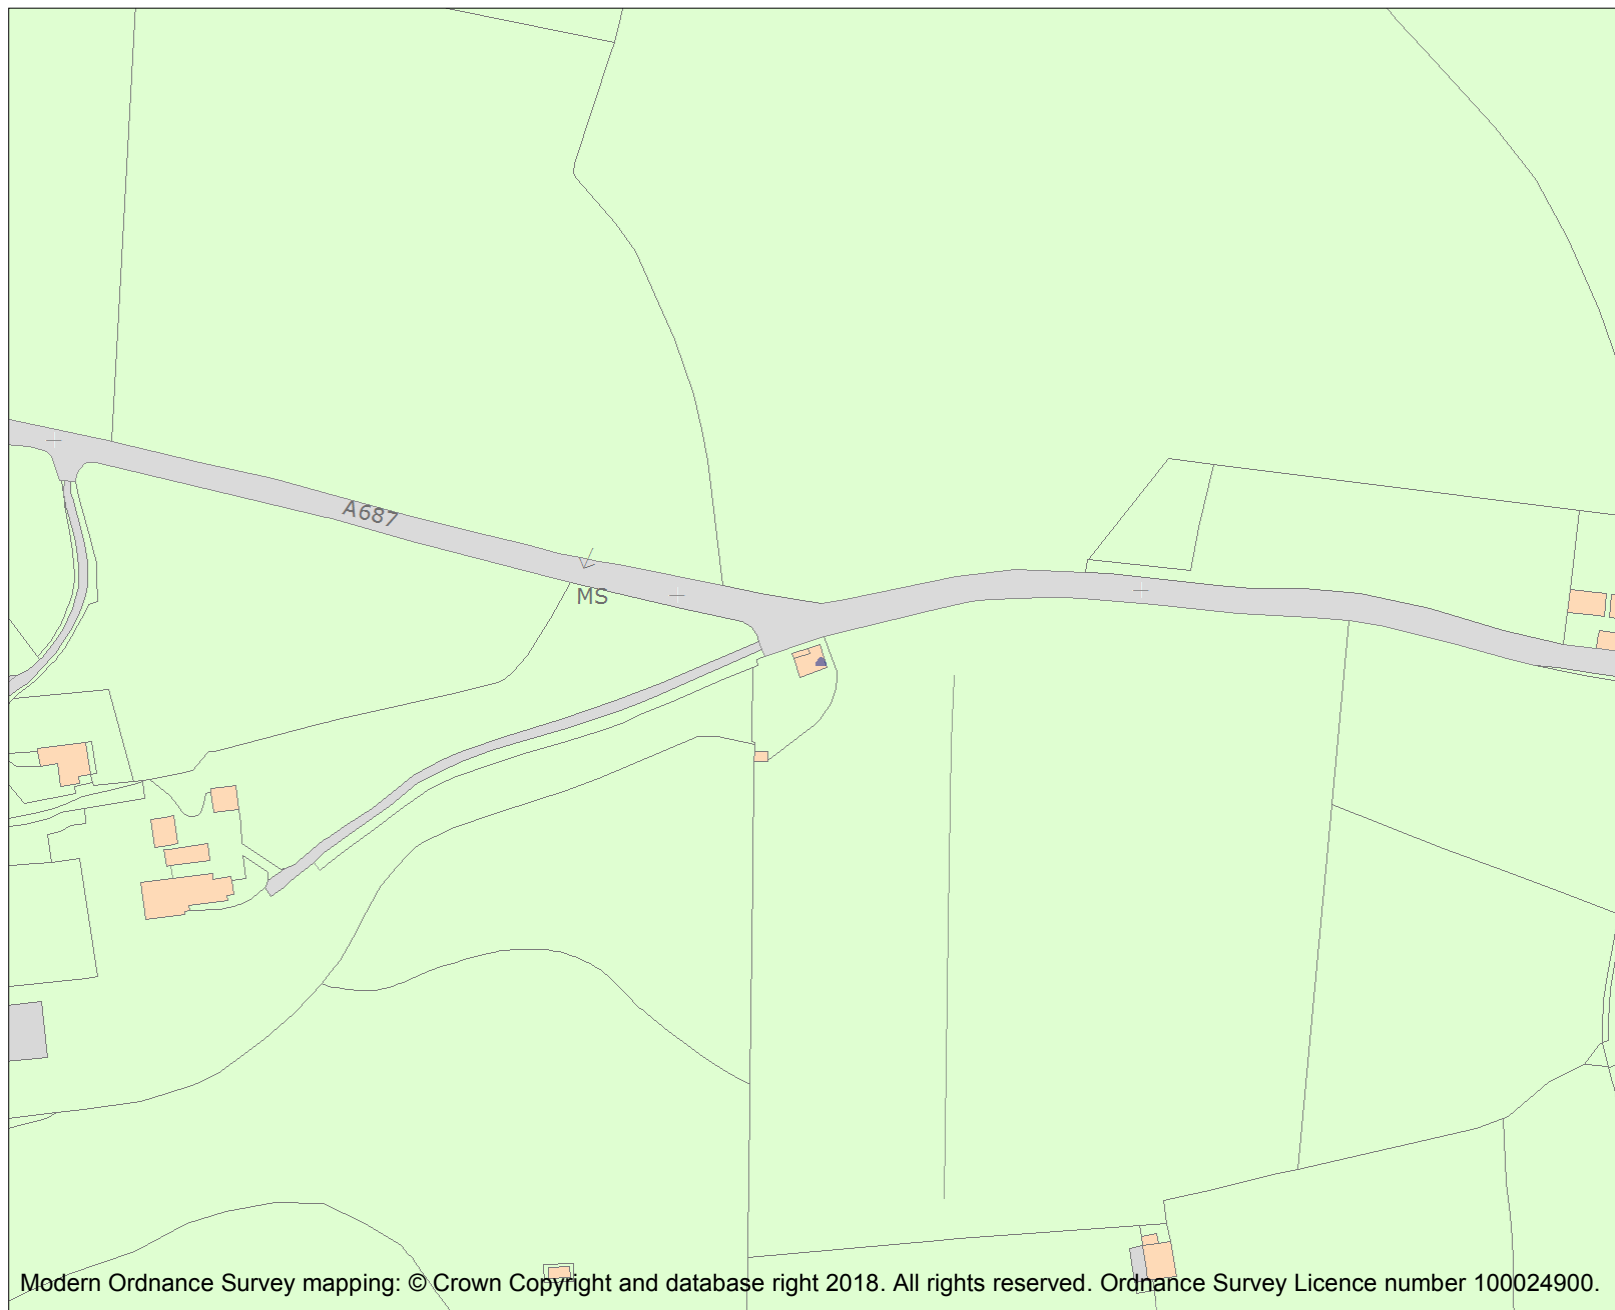 A687
MS
Modern Ordnance Survey mapping: © Crown Copyright and database right 2018. All rights reserved. Ordnance Survey Licence number 100024900.